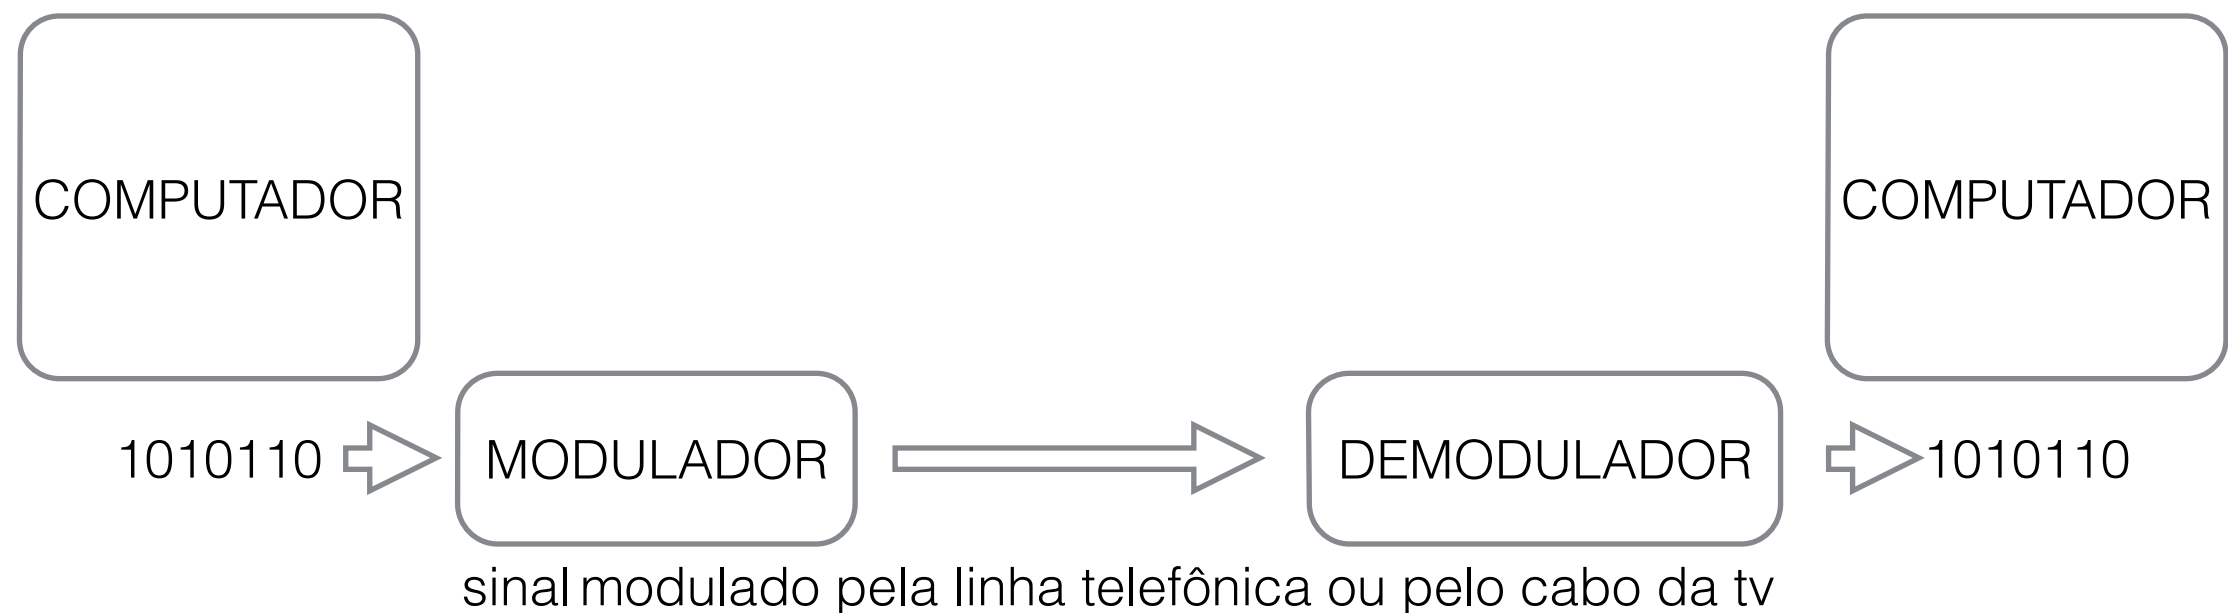 COMPUTADOR
COMPUTADOR
1010110
MODULADOR
DEMODULADOR
1010110
sinal modulado pela linha telefônica ou pelo cabo da tv